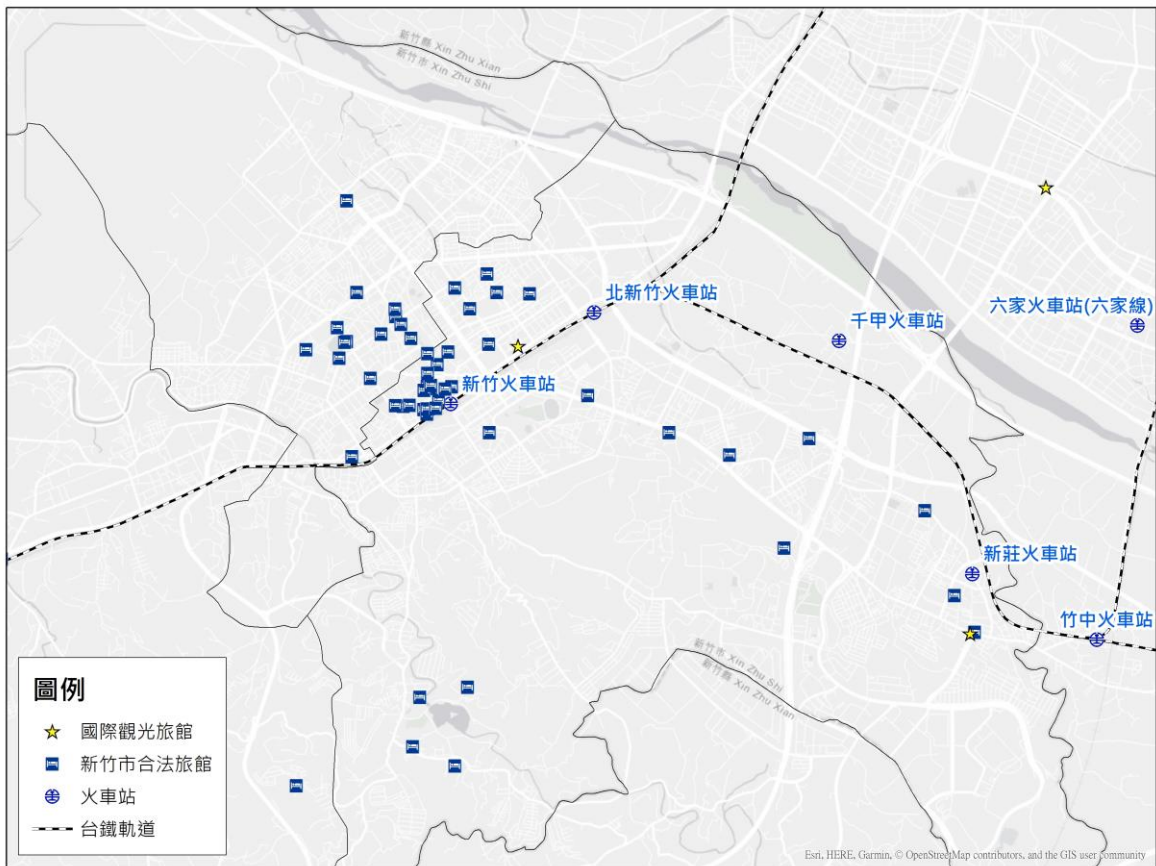 新竹縣 Xin Zhu Xian
新竹市 Xin Zhu Shi
北新竹火車站
千甲火車站
六家火車站(六家線)
新竹火車站
新莊火車站
竹中火車站
新竹市 Xin Zhu Shi
新竹縣 Xin Zhu Xian
圖例
國際觀光旅館
新竹市合法旅館
火車站
台鐵軌道
Esri, HERE, Garmin, © OpenStreetMap contributors, and the GIS user community